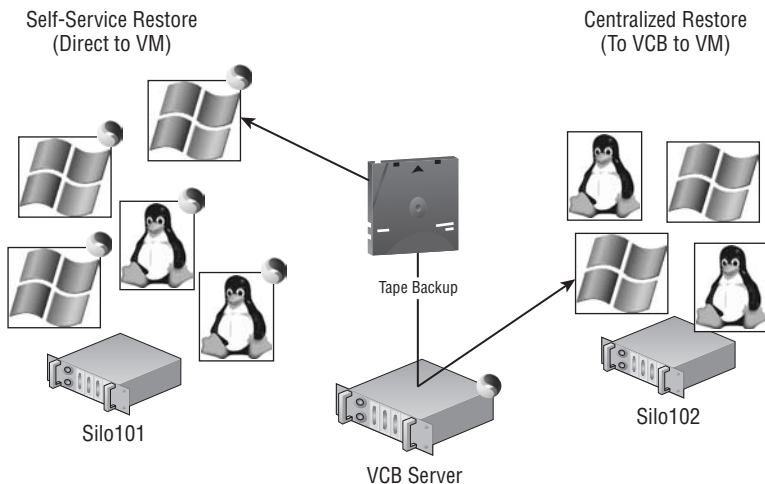 Self-Service Restore
(Direct to VM)
Centralized Restore
(To VCB to VM)
Tape Backup
Silo101
Silo102
VCB Server